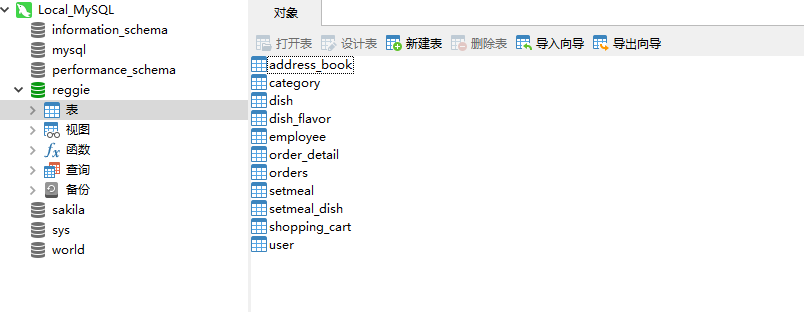 Local_MySQL
information_schema
mysql
performance_schema
reggie
表
视图
fx 函数
查询
备份
sakila
sys
world
对象
打开表 设计表 新建表 删除表 导入向导 导出向导
address_book
category
dish
dish_flavor
employee
order_detail
orders
setmeal
setmeal_dish
shopping_cart
user